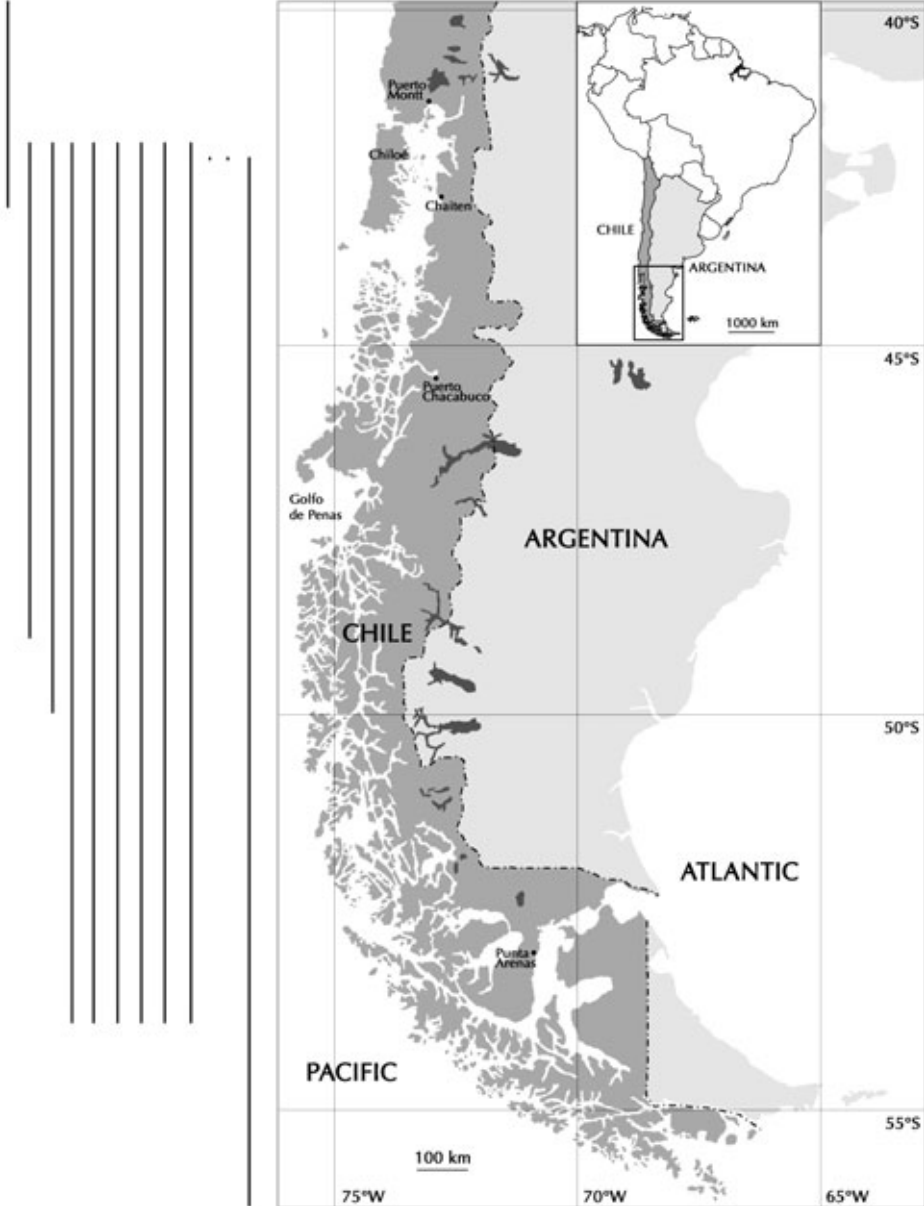 40°S
Puerto
Montt
Chiloé
Chaiten
CHILE
ARGENTINA
1000 km
45°S
Puerto
Chacabuco
Golfo
de Penas
ARGENTINA
CHILE
50°S
ATLANTIC
Punta
Arenas
PACIFIC
55°S
100 km
75°W
70°W
65°W